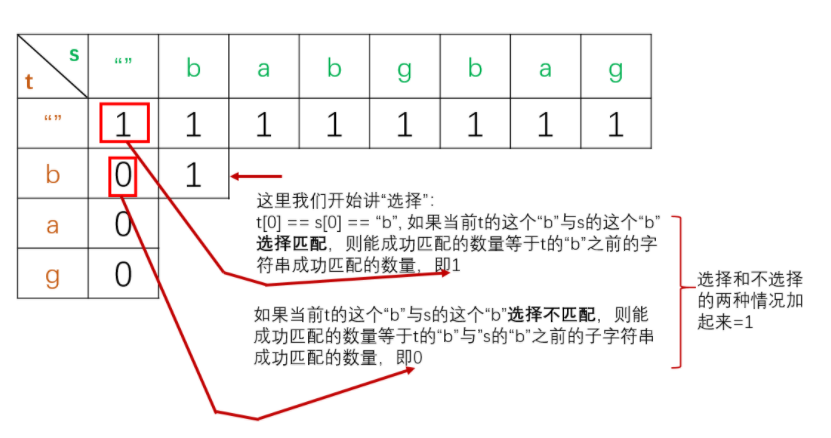 s
t
“” b a b g b a g
“” 1 1 1 1 1 1 1 1
b 0 1
a 0
g 0
这里我们开始讲“选择”:
t[0] == s[0] == “b”, 如果当前t的这个“b”与s的这个“b”
选择匹配，则能成功匹配的数量等于t的“b”之前的字
符串成功匹配的数量，即1
如果当前t的这个“b”与s的这个“b”选择不匹配，则能
成功匹配的数量等于t的“b”与”s的“b”之前的子字符串
成功匹配的数量，即0
选择和不选择
的两种情况加
起来=1